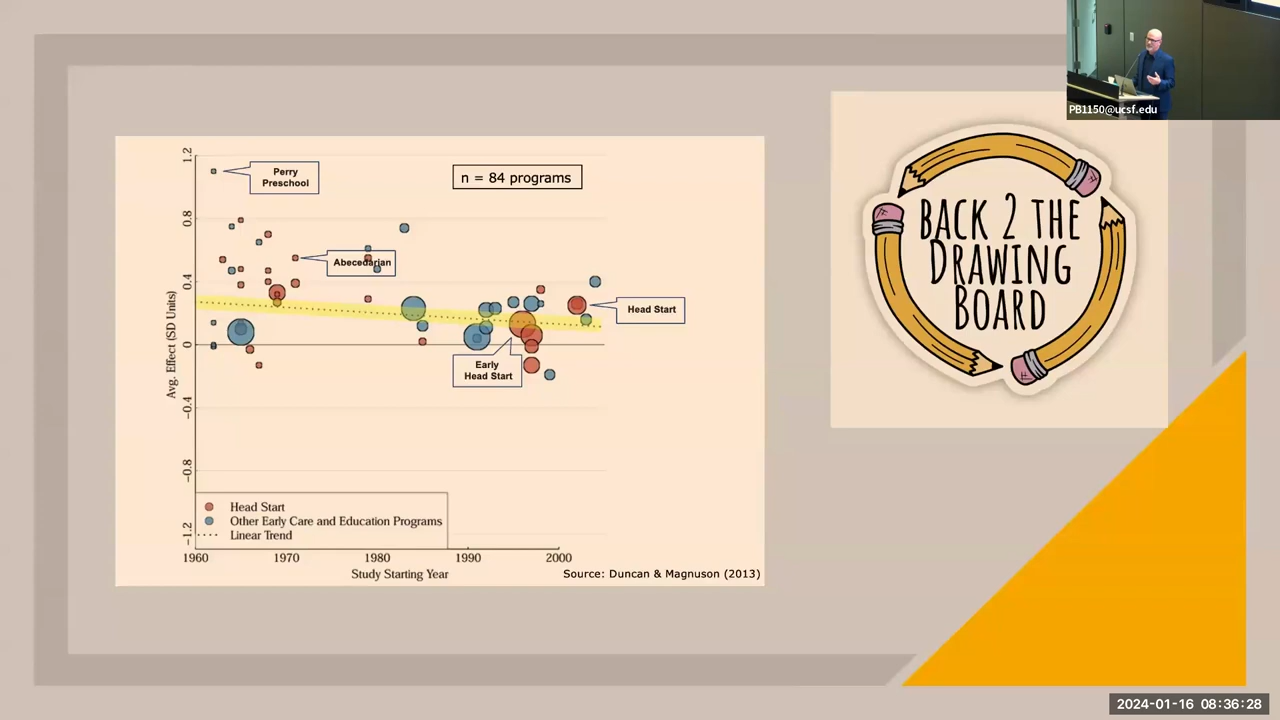 PB1150@ucsf.edu
1.2
0.8
0.4
0
−0.4
−0.8
−1.2
Avg. Effect (SD Units)
Perry
Preschool
n = 84 programs
Abecedarian
Head Start
Early
Head Start
Head Start
Other Early Care and Education Programs
Linear Trend
1960
1970
1980
1990
2000
Study Starting Year
Source: Duncan & Magnuson (2013)
BACK 2 THE
DRAWING
BOARD
2024-01-16 08:36:28